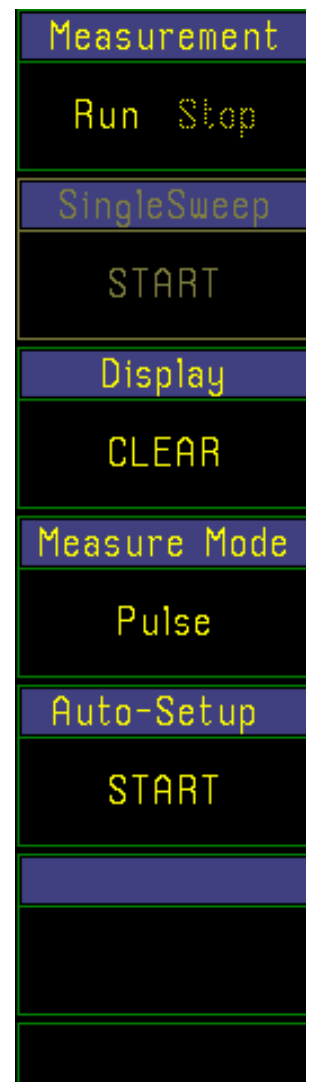 Measurement
Run Stop
SingleSweep
START
Display
CLEAR
Measure Mode
Pulse
Auto-Setup
START